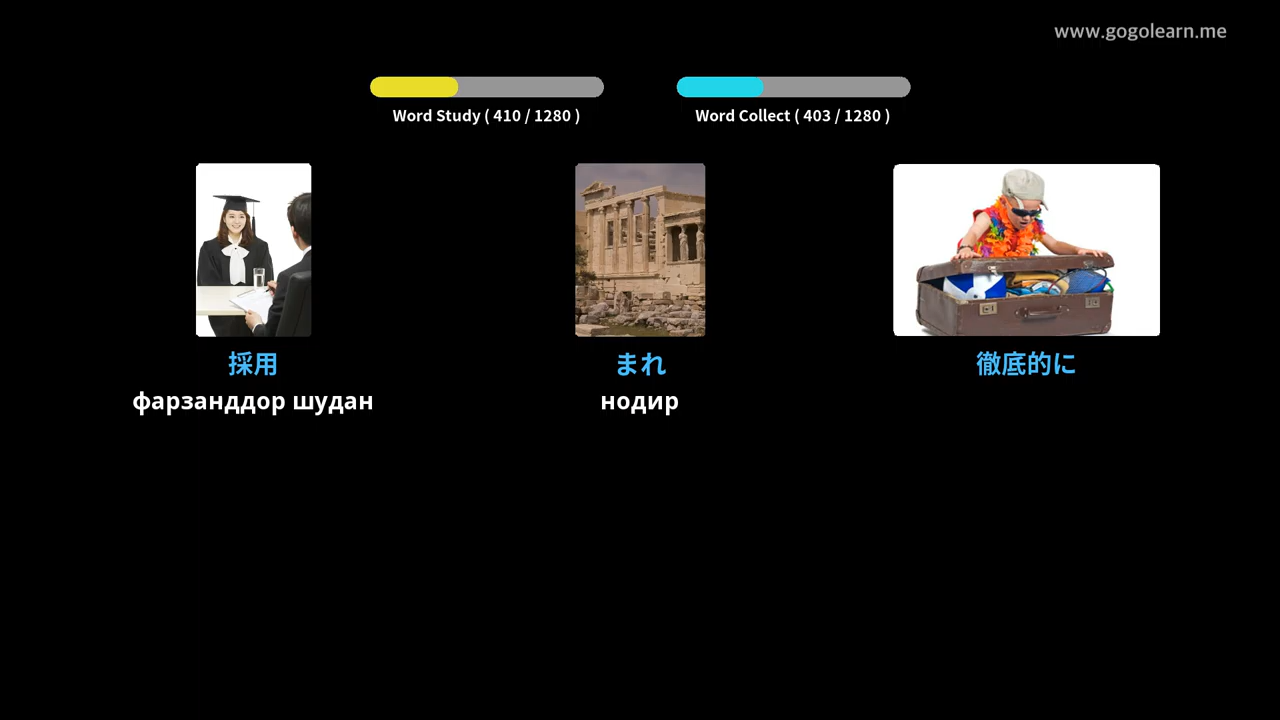 www.gogolearn.me
Word Study ( 410 / 1280 )
Word Collect ( 403 / 1280 )
採用
まれ
徹底的に
фарзанддор шудан
нодир